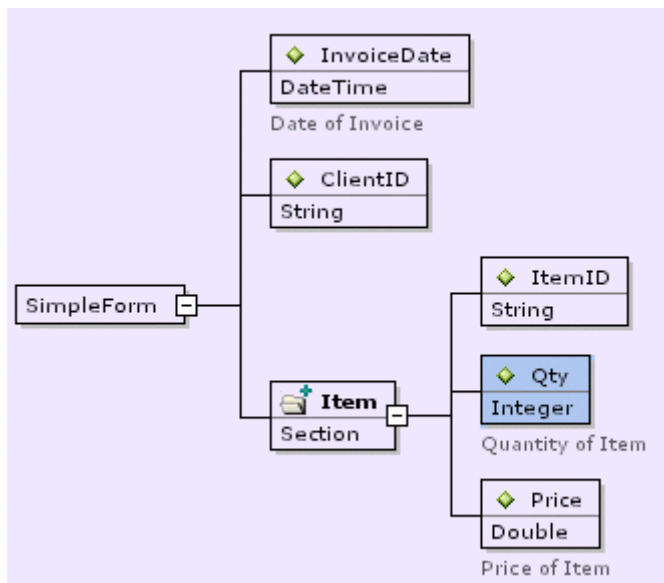 InvoiceDate
DateTime
Date of Invoice
ClientID
String
SimpleForm
Item
Section
ItemID
String
Qty
Integer
Quantity of Item
Price
Double
Price of Item